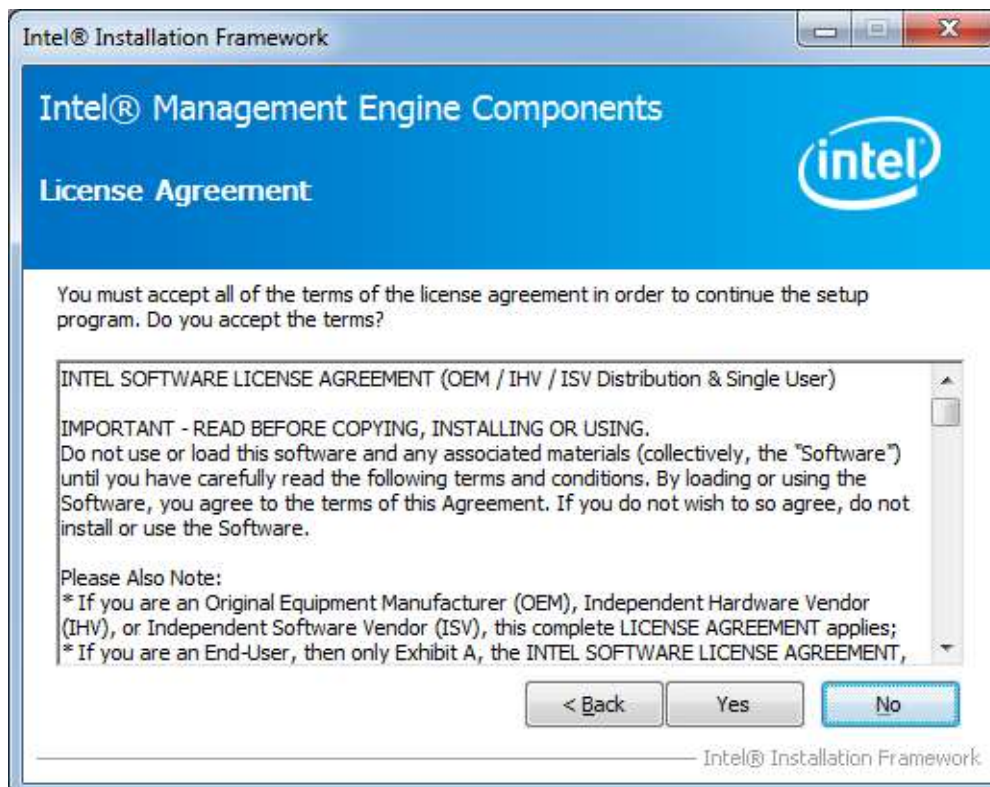 Intel® Installation Framework
Intel® Management Engine Components
intel
License Agreement
You must accept all of the terms of the license agreement in order to continue the setup
program. Do you accept the terms?
INTEL SOFTWARE LICENSE AGREEMENT (OEM / IHV / ISV Distribution & Single User)
IMPORTANT - READ BEFORE COPYING, INSTALLING OR USING.
Do not use or load this software and any associated materials (collectively, the "Software")
until you have carefully read the following terms and conditions. By loading or using the
Software, you agree to the terms of this Agreement. If you do not wish to so agree, do not
install or use the Software.
Please Also Note:
* If you are an Original Equipment Manufacturer (OEM), Independent Hardware Vendor
(IHV), or Independent Software Vendor (ISV), this complete LICENSE AGREEMENT applies;
* If you are an End-User, then only Exhibit A, the INTEL SOFTWARE LICENSE AGREEMENT,
< Back Yes No
Intel® Installation Framework